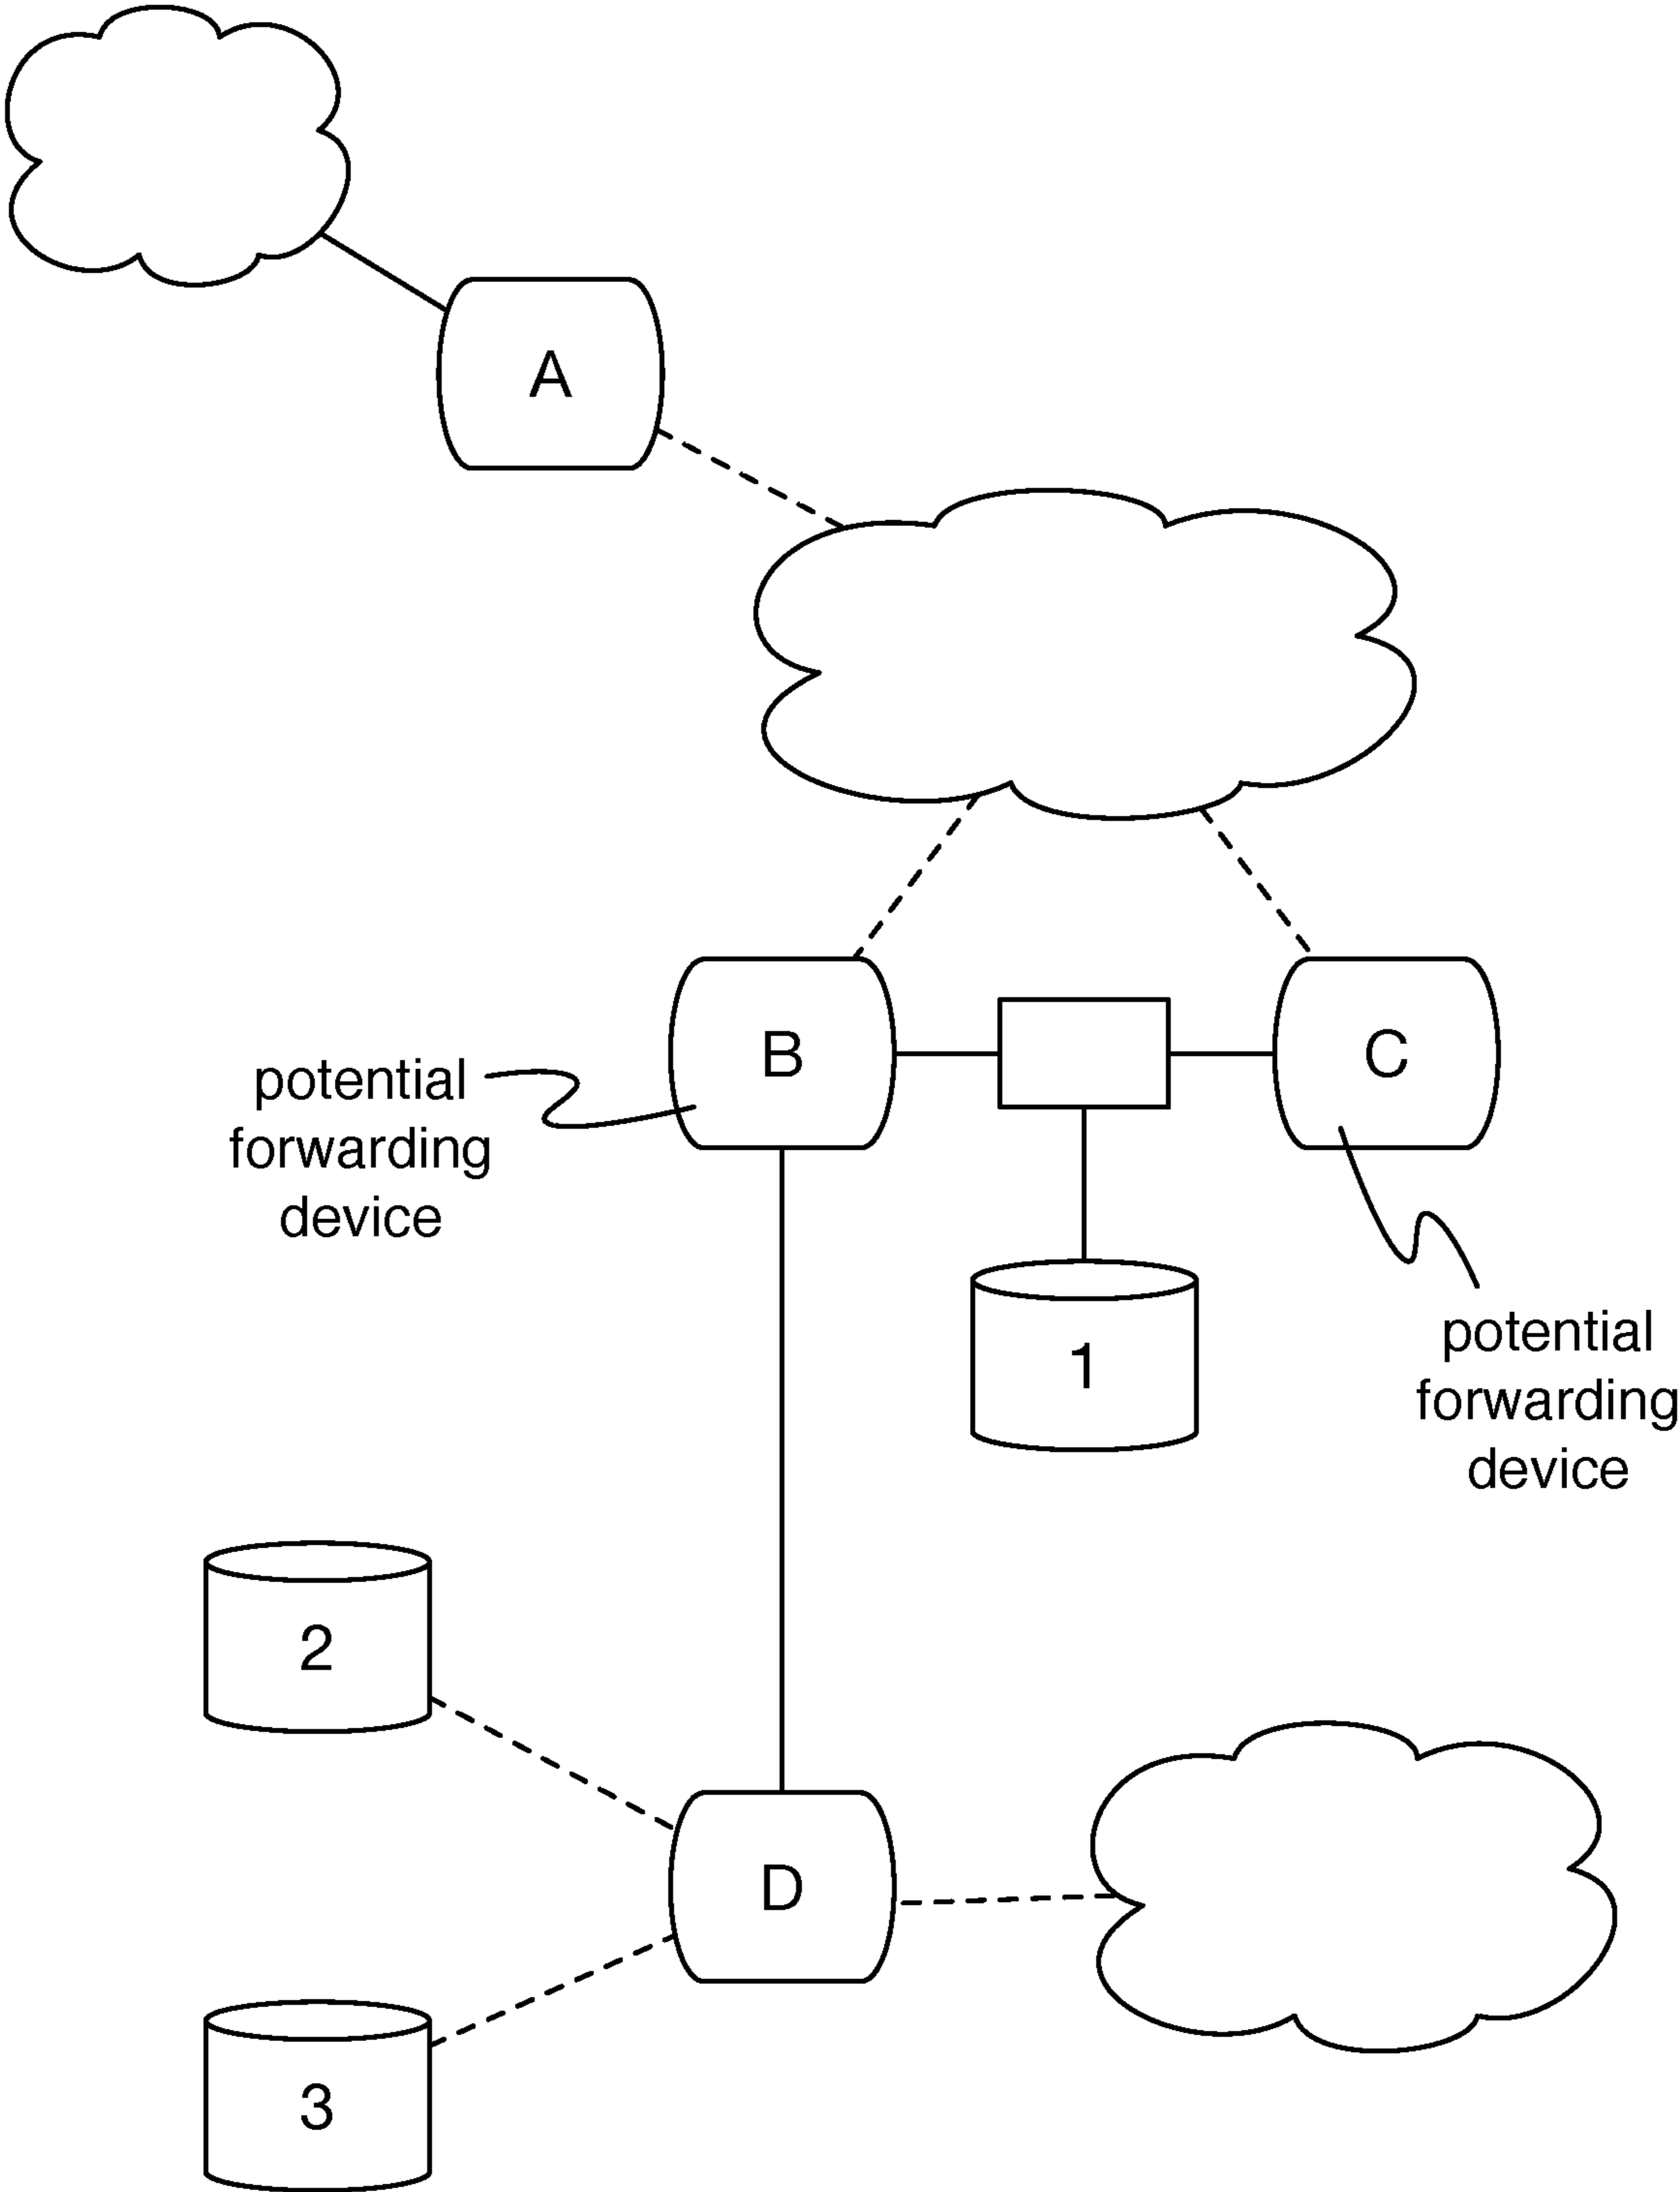 A
B
C
potential
forwarding
device
1
potential
forwarding
device
2
D
3